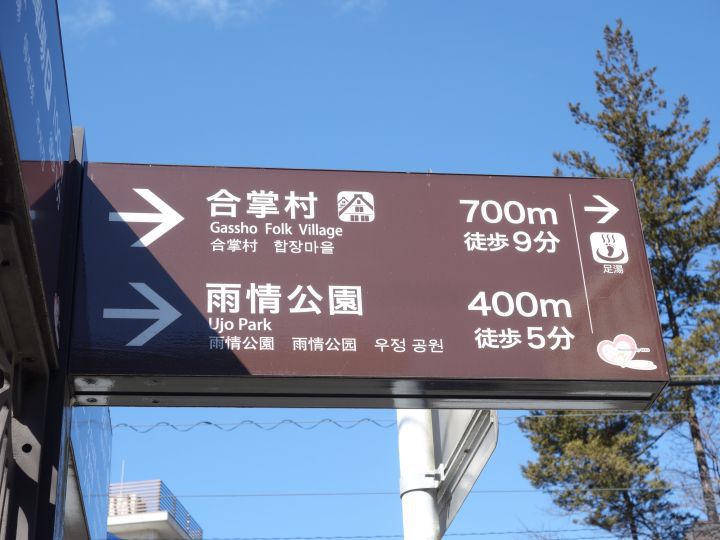 合掌村 700m
Gassho Folk Village
合掌村 합장마을 徒歩9分
足湯
雨情公園 400m
Ujo Park
雨情公園 雨情公园 우정 공원 徒歩5分